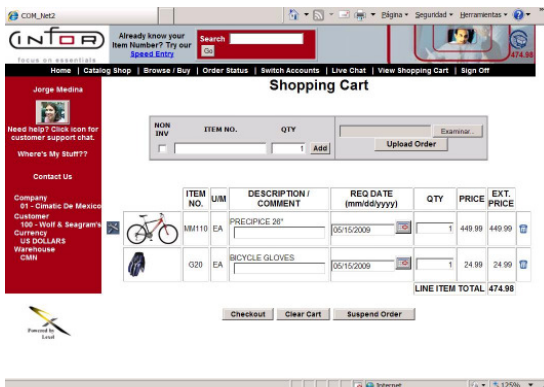 COM_Net2
Página
Seguridad
Herramientas
infor
focus on essentials
Already know your
Item Number? Try our
Speed Entry
Search
Go
474.98
Home | Catalog Shop | Browse / Buy | Order Status | Switch Accounts | Live Chat | View Shopping Cart | Sign Off
Jorge Medina
Need help? Click icon for
customer support chat.
Where's My Stuff??
Contact Us
Company
01 - Cimatic De Mexico
Customer
100 - Wolf & Seagram's
Currency
US DOLLARS
Warehouse
CMN
Shopping Cart
NON INV ITEM NO. QTY
1 Add
Examinar..
Upload Order
ITEM NO. U/M DESCRIPTION / COMMENT REQ DATE (mm/dd/yyyy) QTY PRICE EXT. PRICE
MM110 EA PRECIPICE 26" 05/15/2009 1 449.99 449.99
G20 EA BICYCLE GLOVES 05/15/2009 1 24.99 24.99
LINE ITEM TOTAL 474.98
Checkout Clear Cart Suspend Order
Powered by
Internet
125%